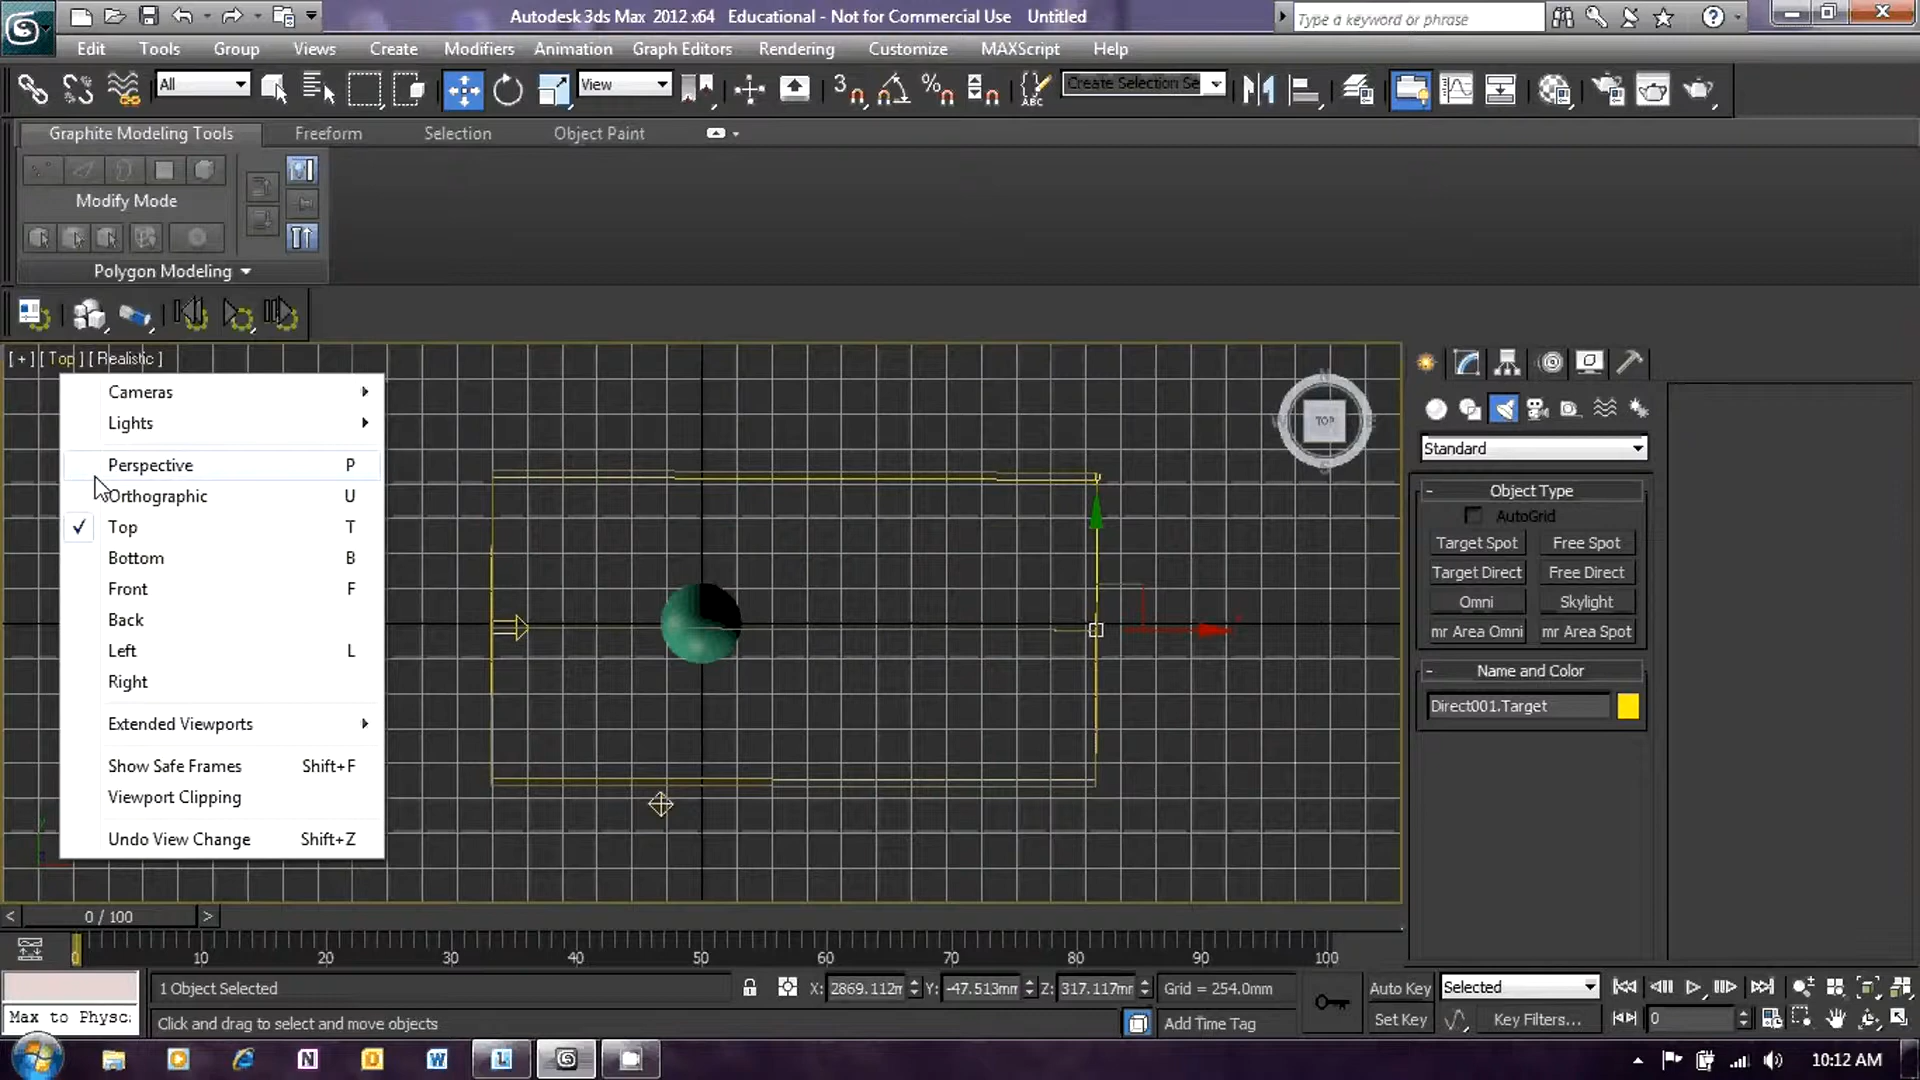 Autodesk 3ds Max 2012 x64 Educational - Not for Commercial Use Untitled
Type a keyword or phrase
Edit Tools Group Views Create Modifiers Animation Graph Editors Rendering Customize MAXScript Help
All View 3 ABC Create Selection Se
Graphite Modeling Tools Freeform Selection Object Paint
Modify Mode
Polygon Modeling
[ + ] [ Top ] [ Realistic ]
Cameras
Lights
Perspective P
Orthographic U
Top T
Bottom B
Front F
Back
Left L
Right
Extended Viewports
Show Safe Frames Shift+F
Viewport Clipping
Undo View Change Shift+Z
TOP
Standard
- Object Type
AutoGrid
Target Spot Free Spot
Target Direct Free Direct
Omni Skylight
mr Area Omni mr Area Spot
- Name and Color
Direct001.Target
< 0 / 100 >
0 10 20 30 40 50 60 70 80 90 100
1 Object Selected X: 2869.112m Y: -47.513mm Z: 317.117mr Grid = 254.0mm Auto Key Selected
Max to Physc: Click and drag to select and move objects Add Time Tag Set Key Key Filters... 0
10:12 AM